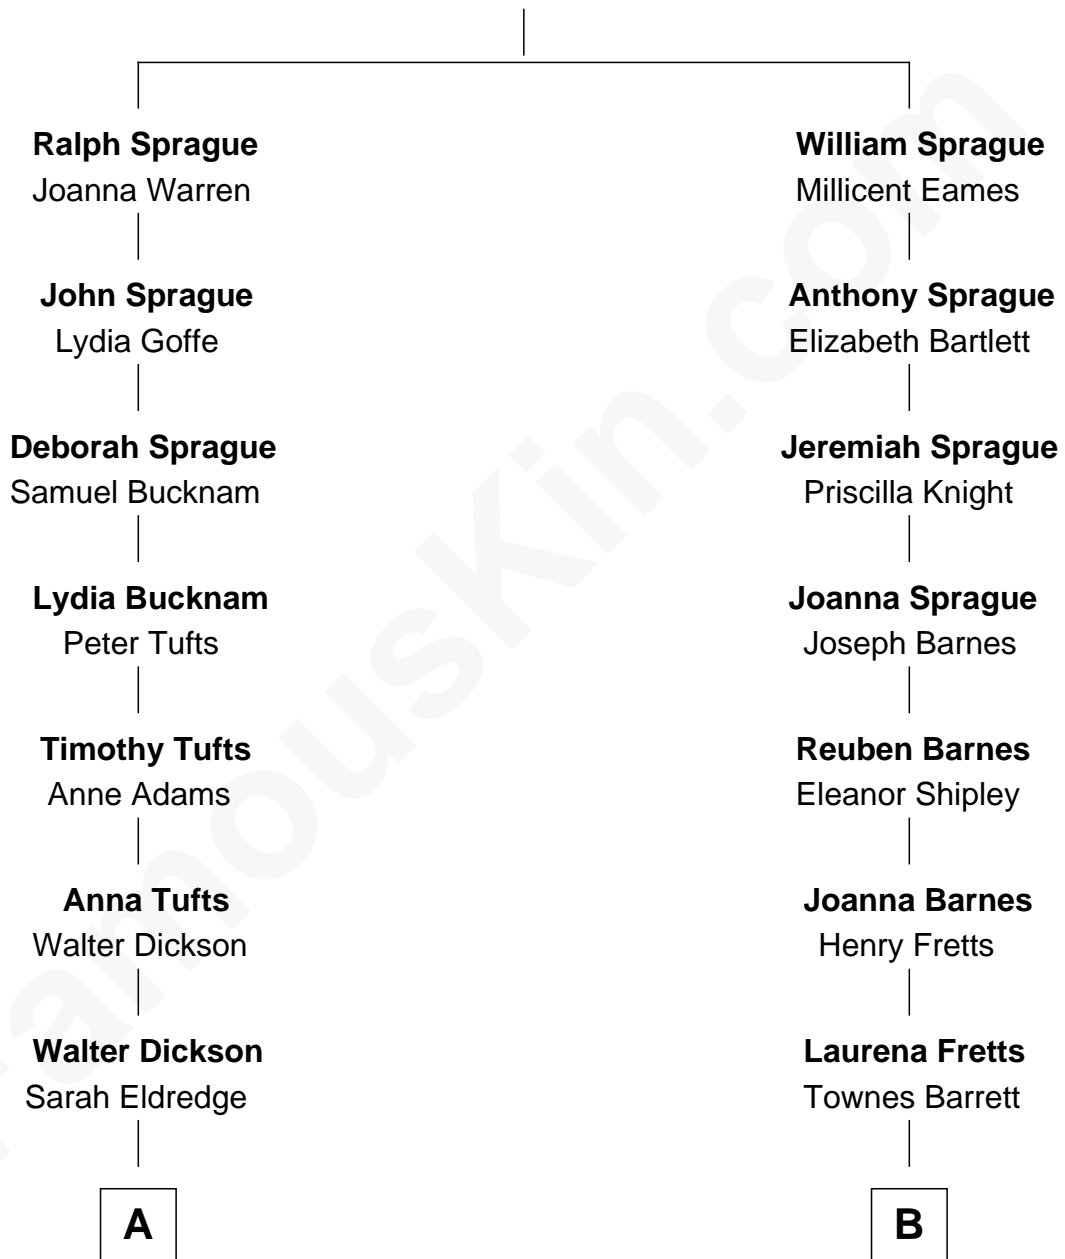 Ralph Sprague
Joanna Warren
John Sprague
Lydia Goffe
Deborah Sprague
Samuel Bucknam
Lydia Bucknam
Peter Tufts
Timothy Tufts
Anne Adams
Anna Tufts
Walter Dickson
Walter Dickson
Sarah Eldredge
A
William Sprague
Millicent Eames
Anthony Sprague
Elizabeth Bartlett
Jeremiah Sprague
Priscilla Knight
Joanna Sprague
Joseph Barnes
Reuben Barnes
Eleanor Shipley
Joanna Barnes
Henry Fretts
Laurena Fretts
Townes Barrett
B
FamousKin.com